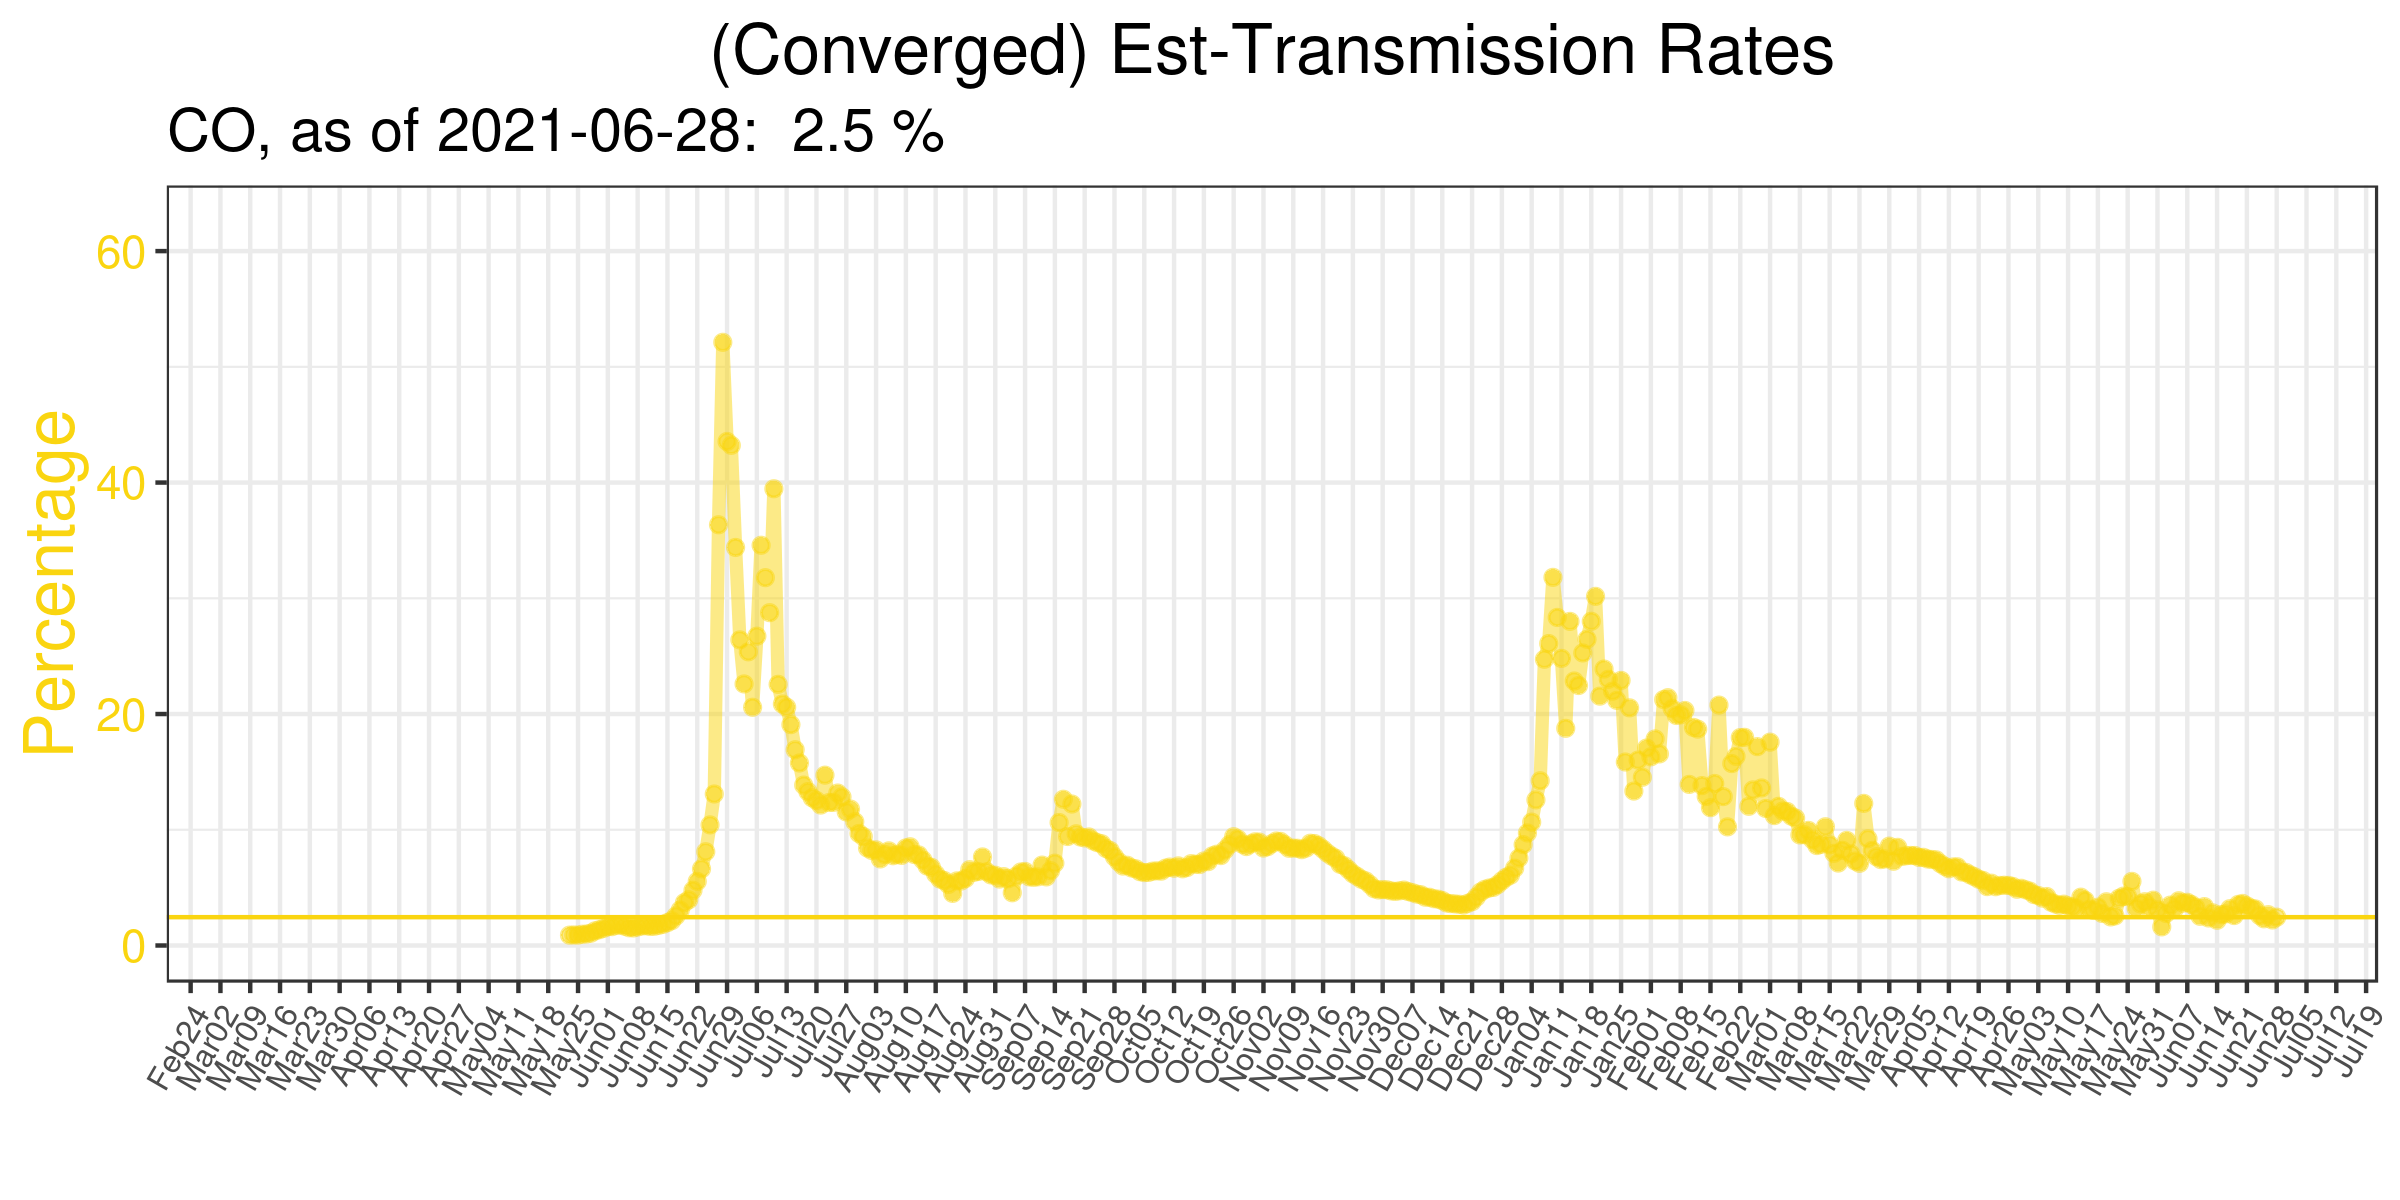 (Converged) Est-Transmission Rates
CO, as of 2021-06-28: 2.5 %
Percentage
60
40
20
0
Feb24
Mar02
Mar09
Mar16
Mar23
Mar30
Apr06
Apr13
Apr20
Apr27
May04
May11
May18
May25
Jun01
Jun08
Jun15
Jun22
Jun29
Jul06
Jul13
Jul20
Jul27
Aug03
Aug10
Aug17
Aug24
Aug31
Sep07
Sep14
Sep21
Sep28
Oct05
Oct12
Oct19
Oct26
Nov02
Nov09
Nov16
Nov23
Nov30
Dec07
Dec14
Dec21
Dec28
Jan04
Jan11
Jan18
Jan25
Feb01
Feb08
Feb15
Feb22
Mar01
Mar08
Mar15
Mar22
Mar29
Apr05
Apr12
Apr19
Apr26
May03
May10
May17
May24
May31
Jun07
Jun14
Jun21
Jun28
Jul05
Jul12
Jul19